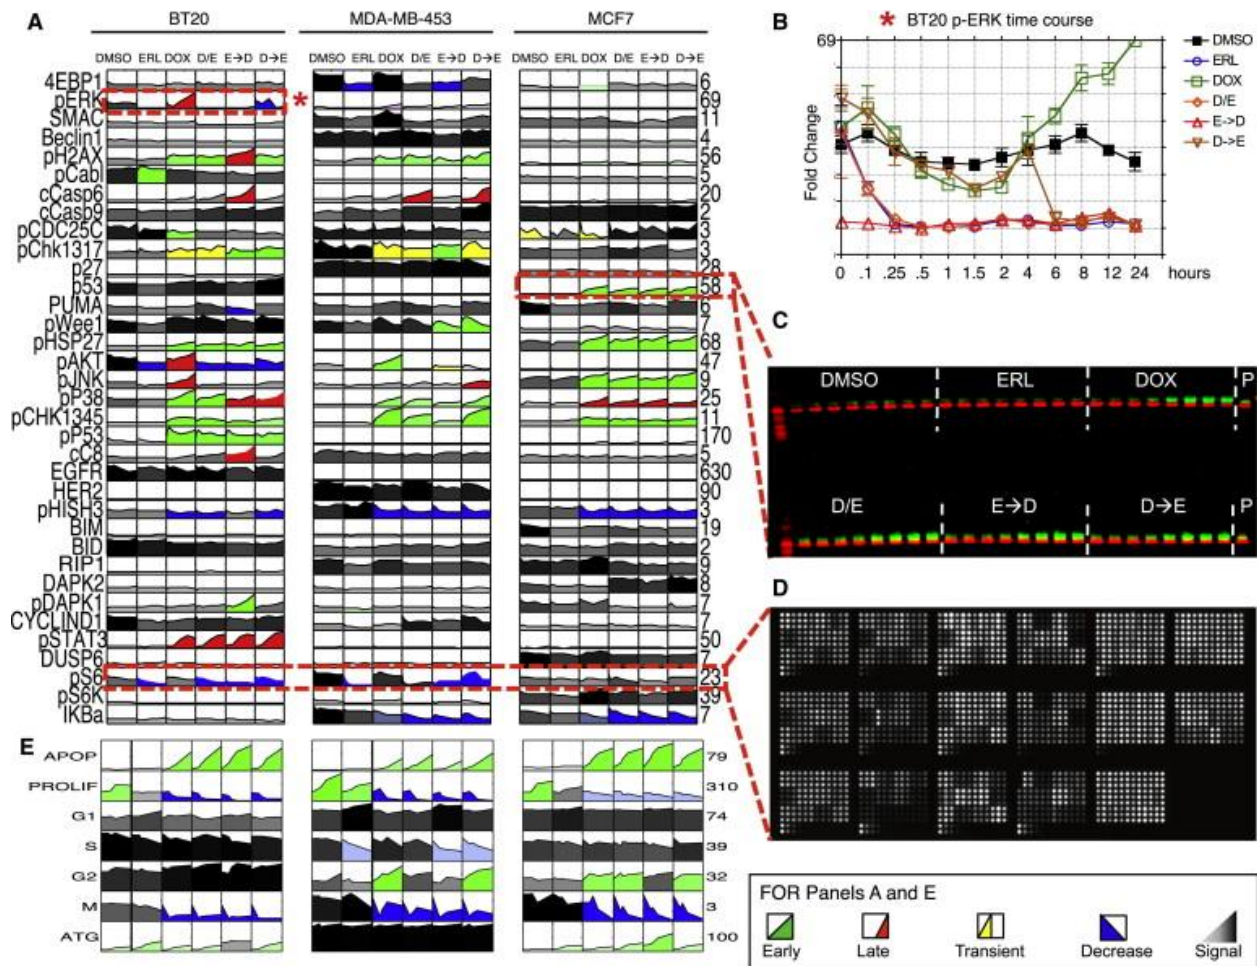 A
BT20 MDA-MB-453 MCF7
DMSO ERL DOX D/E E→D D→E DMSO ERL DOX D/E E→D D→E DMSO ERL DOX D/E E→D D→E
4EBP1 6
pERK * 69
SMAC 11
Beclin1 4
pH2AX 56
pCabl 5
cCasp6 20
cCasp9 2
pCDC25C 3
pChk1317 3
p27 28
p53 58
PUMA 6
pWee1 7
pHSP27 68
pAKT 47
pJNK 9
pP38 25
pCHK1345 11
pP53 170
cC8 5
EGFR 630
HER2 90
pHISH3 3
BIM 19
BID 2
RIP1 9
DAPK2 8
pDAPK1 7
CYCLIND1 7
pSTAT3 50
DUSP6 7
pS6 23
pS6K 39
IKBa 7
B
* BT20 p-ERK time course
69
Fold Change
0 .1 .25 .5 1 1.5 2 4 6 8 12 24 hours
DMSO
ERL
DOX
D/E
E->D
D->E
C
DMSO ERL DOX P
D/E E→D D→E P
D
E
APOP 79
PROLIF 310
G1 74
S 39
G2 32
M 3
ATG 100
FOR Panels A and E
Early Late Transient Decrease Signal